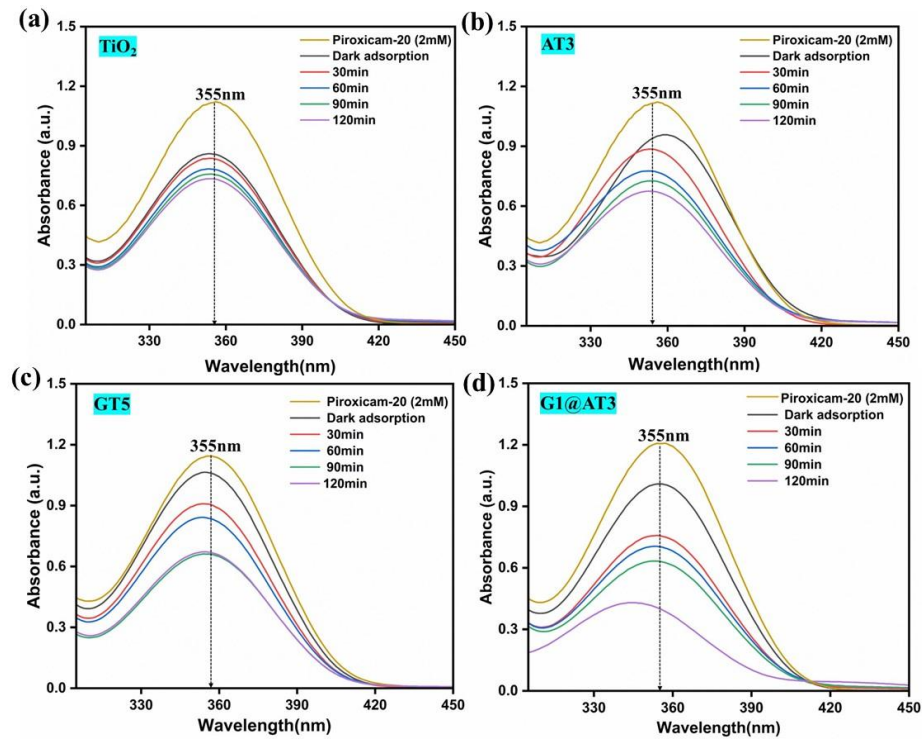 (a)
TiO₂
Piroxicam-20 (2mM)
Dark adsorption
30min
60min
90min
120min
355nm
Absorbance (a.u.)
1.5
1.2
0.9
0.6
0.3
0.0
330
360
390
420
450
Wavelength(nm)
(b)
AT3
Piroxicam-20 (2mM)
Dark adsorption
30min
60min
90min
120min
355nm
Absorbance (a.u.)
1.5
1.2
0.9
0.6
0.3
0.0
330
360
390
420
450
Wavelength(nm)
(c)
GT5
Piroxicam-20 (2mM)
Dark adsorption
30min
60min
90min
120min
355nm
Absorbance (a.u.)
1.5
1.2
0.9
0.6
0.3
0.0
330
360
390
420
450
Wavelength(nm)
(d)
G1@AT3
Piroxicam-20 (2mM)
Dark adsorption
30min
60min
90min
120min
355nm
Absorbance (a.u.)
1.5
1.2
0.9
0.6
0.3
0.0
330
360
390
420
450
Wavelength(nm)